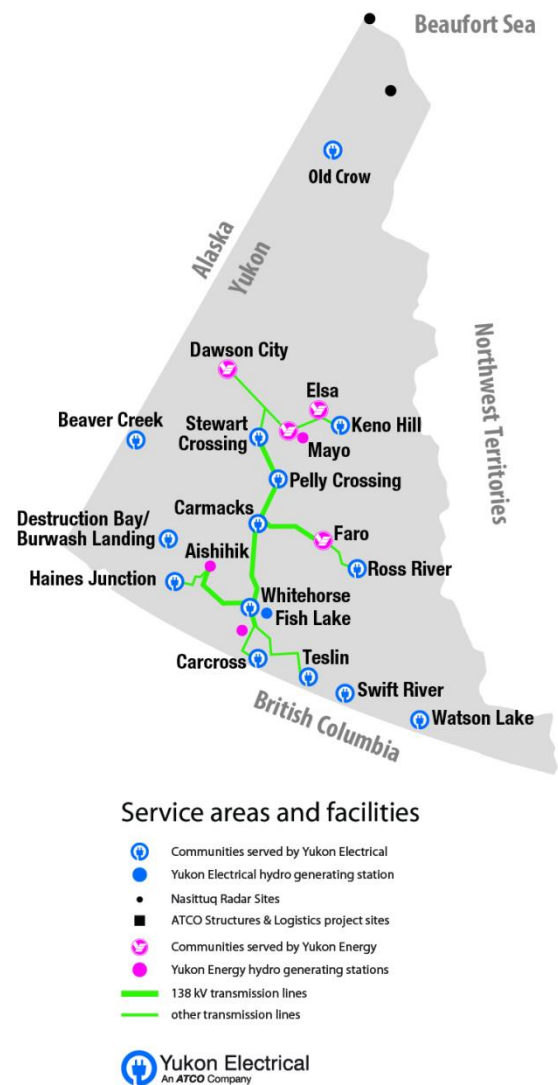 Beaufort Sea
Old Crow
Alaska
Yukon
Northwest Territories
Dawson City
Elsa
Beaver Creek
Stewart
Crossing
Keno Hill
Mayo
Pelly Crossing
Carmacks
Destruction Bay/
Burwash Landing
Faro
Aishihik
Ross River
Haines Junction
Whitehorse
Fish Lake
Carcross
Teslin
Swift River
British Columbia
Watson Lake
Service areas and facilities
Communities served by Yukon Electrical
Yukon Electrical hydro generating station
Nasittuq Radar Sites
ATCO Structures & Logistics project sites
Communities served by Yukon Energy
Yukon Energy hydro generating stations
138 kV transmission lines
other transmission lines
Yukon Electrical
An ATCO Company